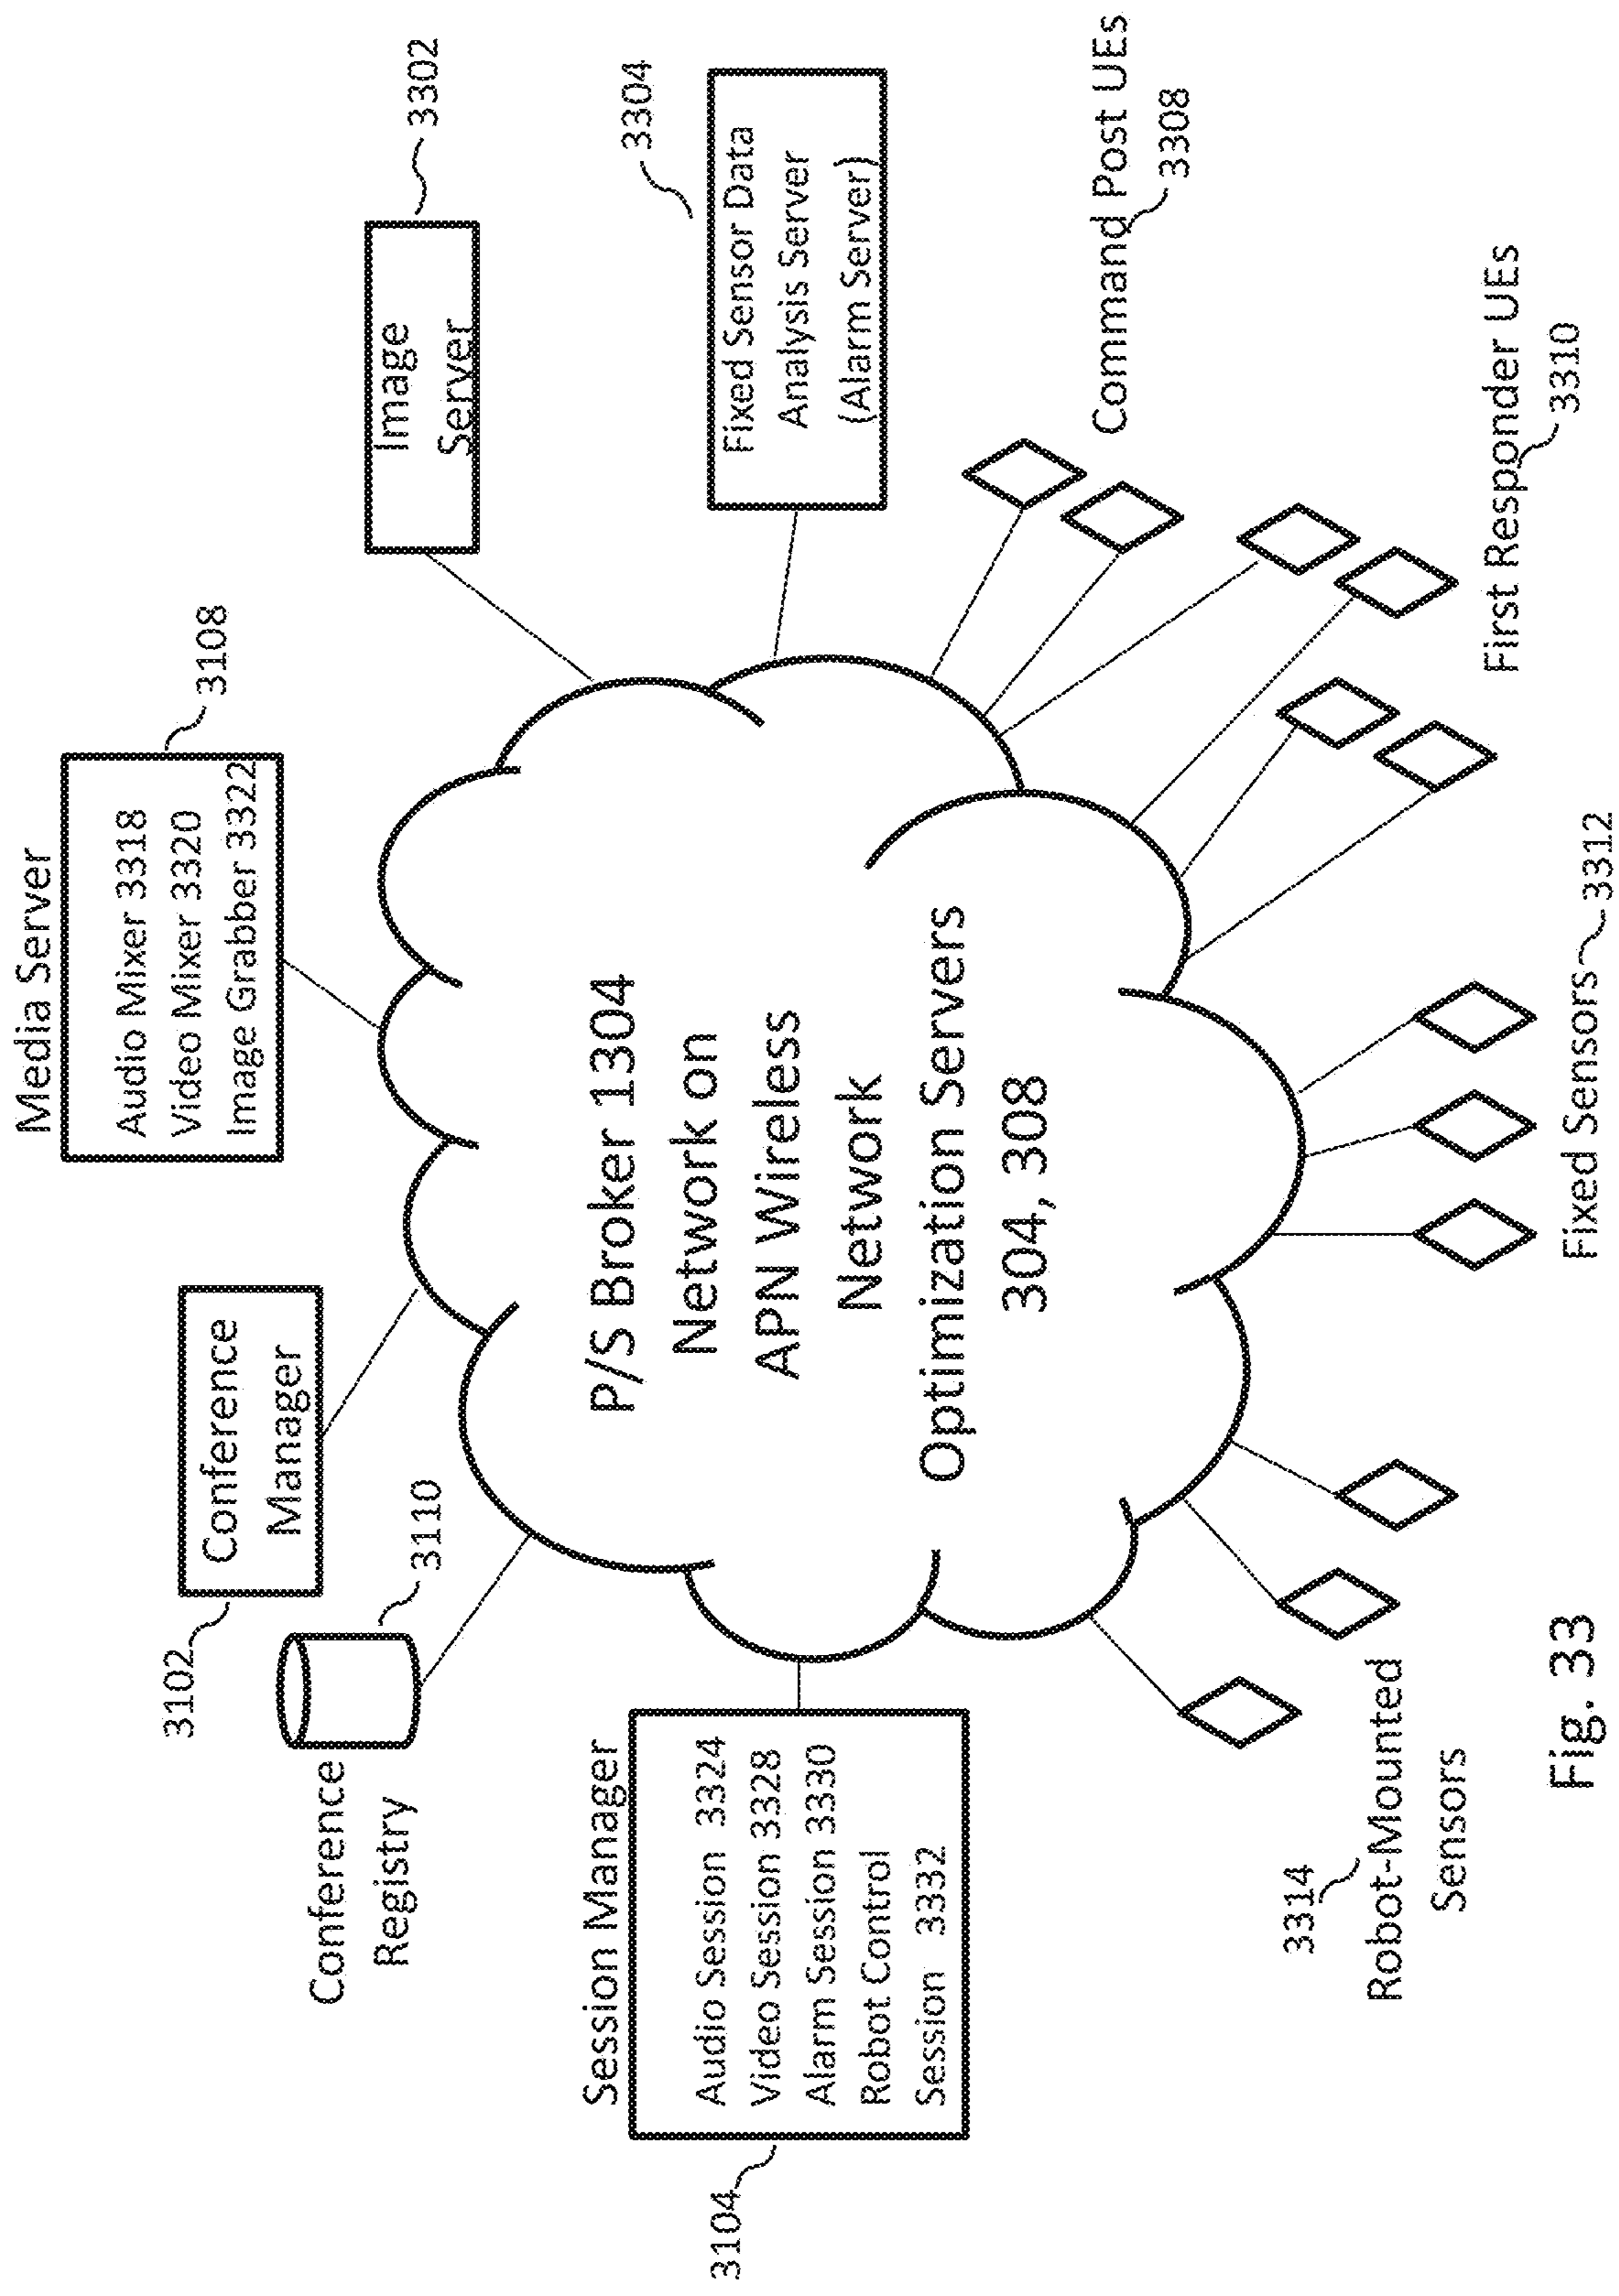 Media Server
3108
Audio Mixer 3318
Video Mixer 3320
Image Grabber 3322
3102
Conference
Manager
3302
Image
Server
Conference
Registry
3110
3304
Fixed Sensor Data
Analysis Server
(Alarm Server)
Session Manager
3104
Audio Session 3324
Video Session 3328
Alarm Session 3330
Robot Control
Session 3332
P/S Broker 1304
Network on
APN Wireless
Network
Optimization Servers
304, 308
Command Post UEs
3308
First Responder UEs
3310
3314
Robot-Mounted
Sensors
Fixed Sensors 3312
Fig. 33